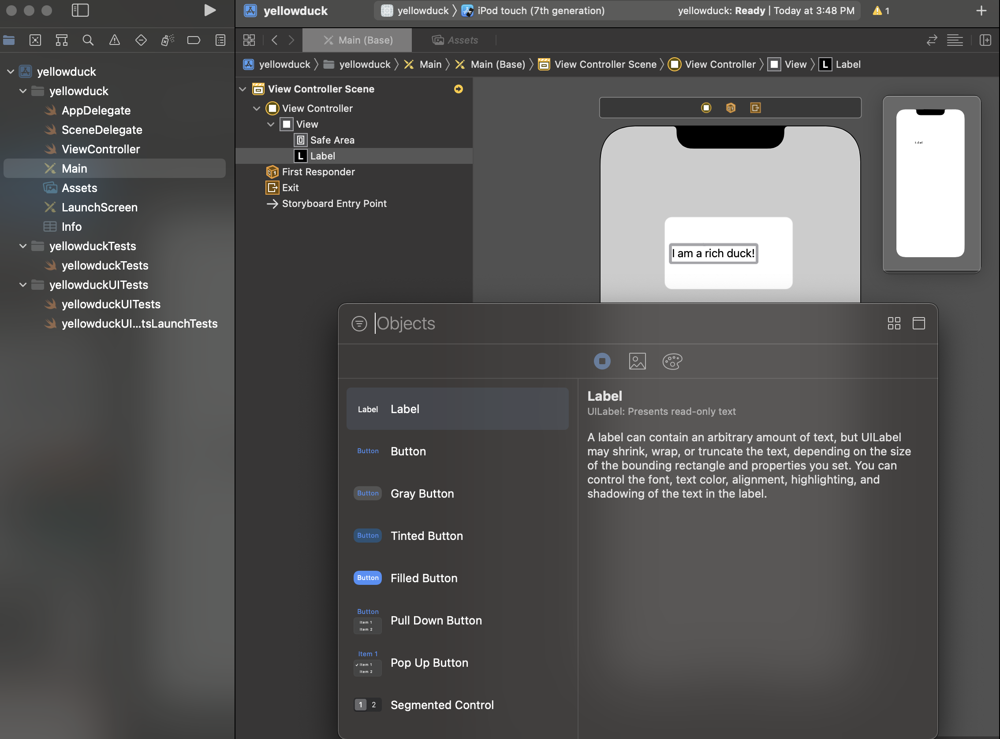 yellowduck
yellowduck
iPod touch (7th generation)
yellowduck: Ready | Today at 3:48 PM
1
Main (Base)
Assets
yellowduck
yellowduck
Main
Main (Base)
View Controller Scene
View Controller
View
L
Label
yellowduck
yellowduck
AppDelegate
SceneDelegate
ViewController
Main
Assets
LaunchScreen
Info
yellowduckTests
yellowduckTests
yellowduckUITests
yellowduckUITests
yellowduckUI...tsLaunchTests
View Controller Scene
View Controller
View
Safe Area
L
Label
First Responder
Exit
Storyboard Entry Point
I am a rich duck!
Objects
Label
Label
Button
Button
Button
Gray Button
Button
Tinted Button
Button
Filled Button
Button
Item 1
Item 2
Pull Down Button
Item 1
Item 1
Item 2
Pop Up Button
1 2
Segmented Control
Label
UILabel: Presents read-only text
A label can contain an arbitrary amount of text, but UILabel
may shrink, wrap, or truncate the text, depending on the size
of the bounding rectangle and properties you set. You can
control the font, text color, alignment, highlighting, and
shadowing of the text in the label.